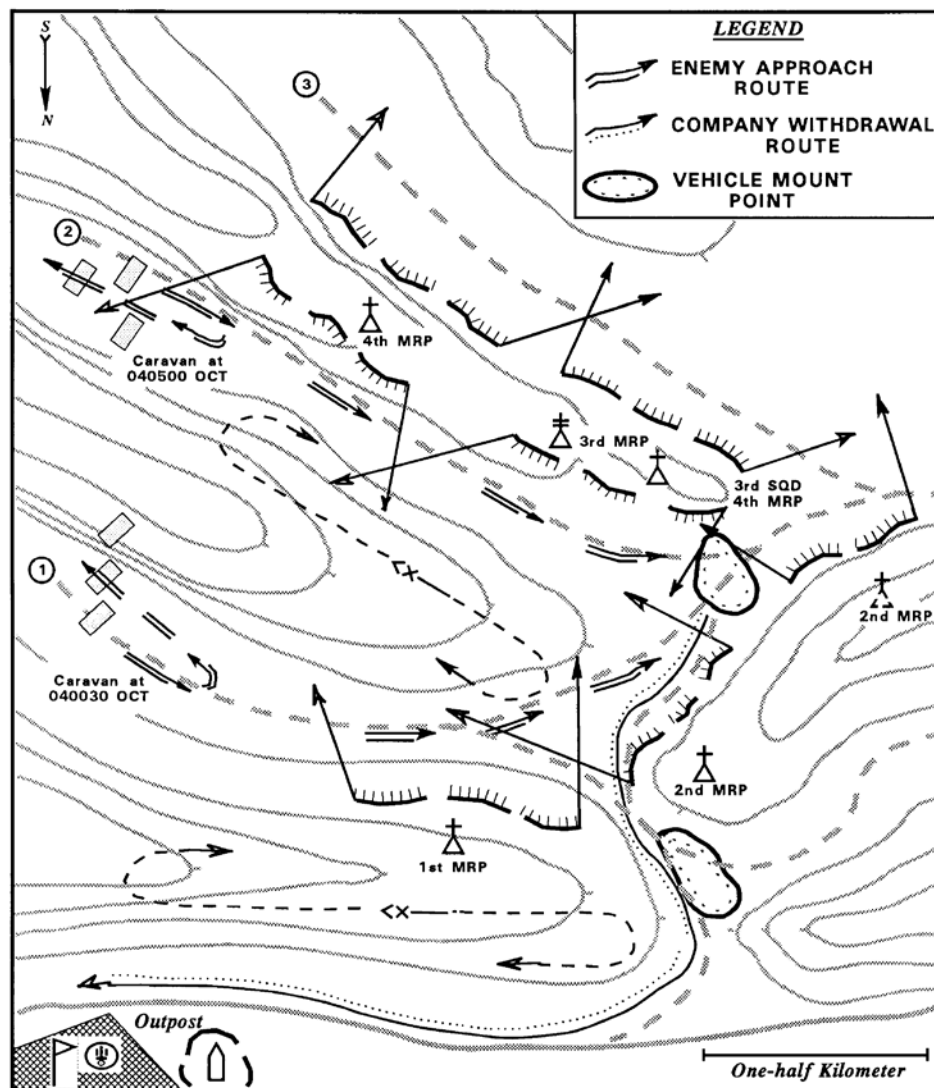 S
N
LEGEND
ENEMY APPROACH
ROUTE
COMPANY WITHDRAWAL
ROUTE
VEHICLE MOUNT
POINT
3
2
4th MRP
Caravan at
040500 OCT
3rd MRP
3rd SQD
4th MRP
1
2nd MRP
Caravan at
040030 OCT
2nd MRP
1st MRP
Outpost
One-half Kilometer